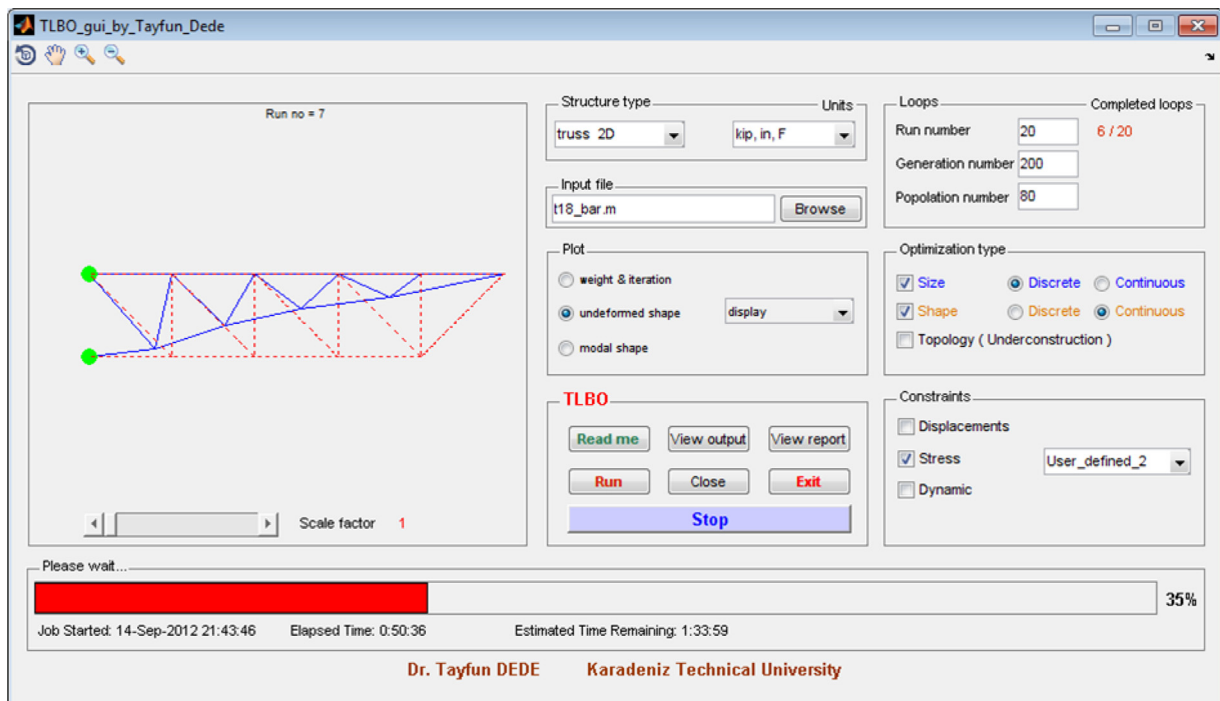 TLBO_gui_by_Tayfun_Dede
Run no = 7
Scale factor 1
Structure type
Units
truss 2D
kip, in, F
Input file
t18_bar.m
Browse
Plot
weight & iteration
undeformed shape
display
modal shape
TLBO
Read me
View output
View report
Run
Close
Exit
Stop
Loops
Completed loops
Run number 20 6 / 20
Generation number 200
Popolation number 80
Optimization type
Size Discrete Continuous
Shape Discrete Continuous
Topology ( Underconstruction )
Constraints
Displacements
Stress User_defined_2
Dynamic
Please wait...
35%
Job Started: 14-Sep-2012 21:43:46 Elapsed Time: 0:50:36 Estimated Time Remaining: 1:33:59
Dr. Tayfun DEDE Karadeniz Technical University